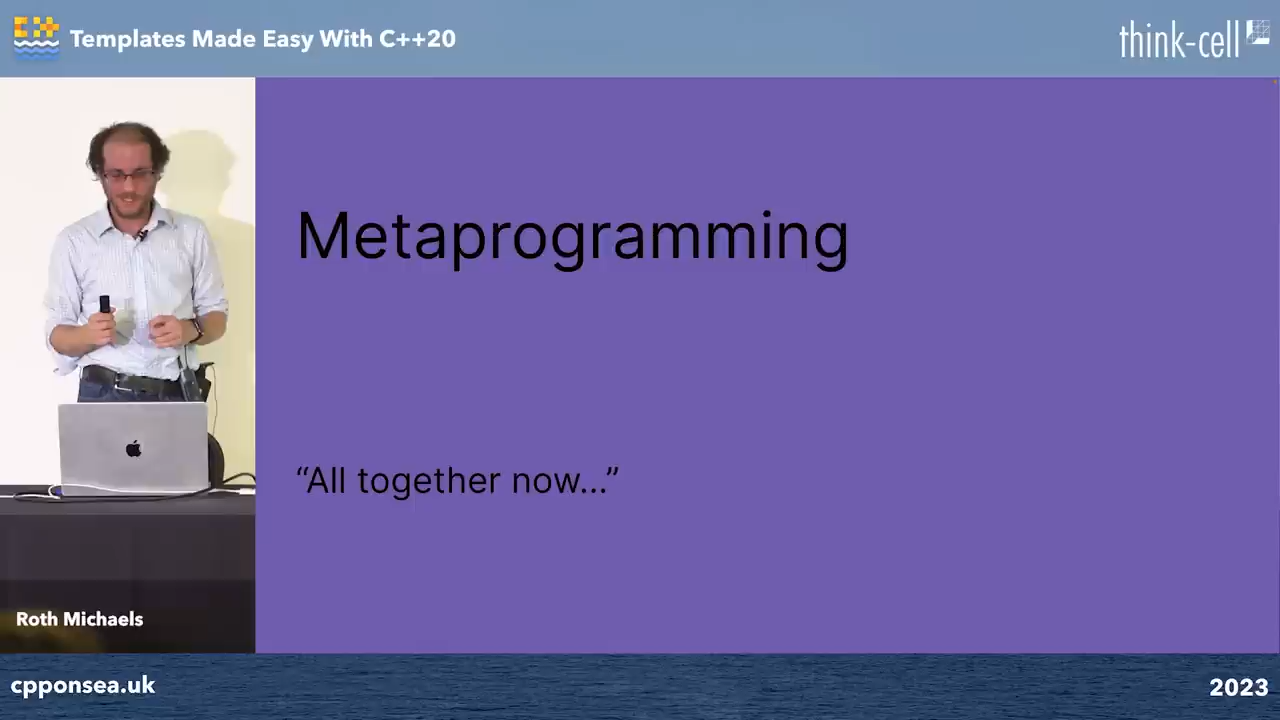 C++
Templates Made Easy With C++20
think-cell
Metaprogramming
“All together now...”
Roth Michaels
cpponsea.uk
2023